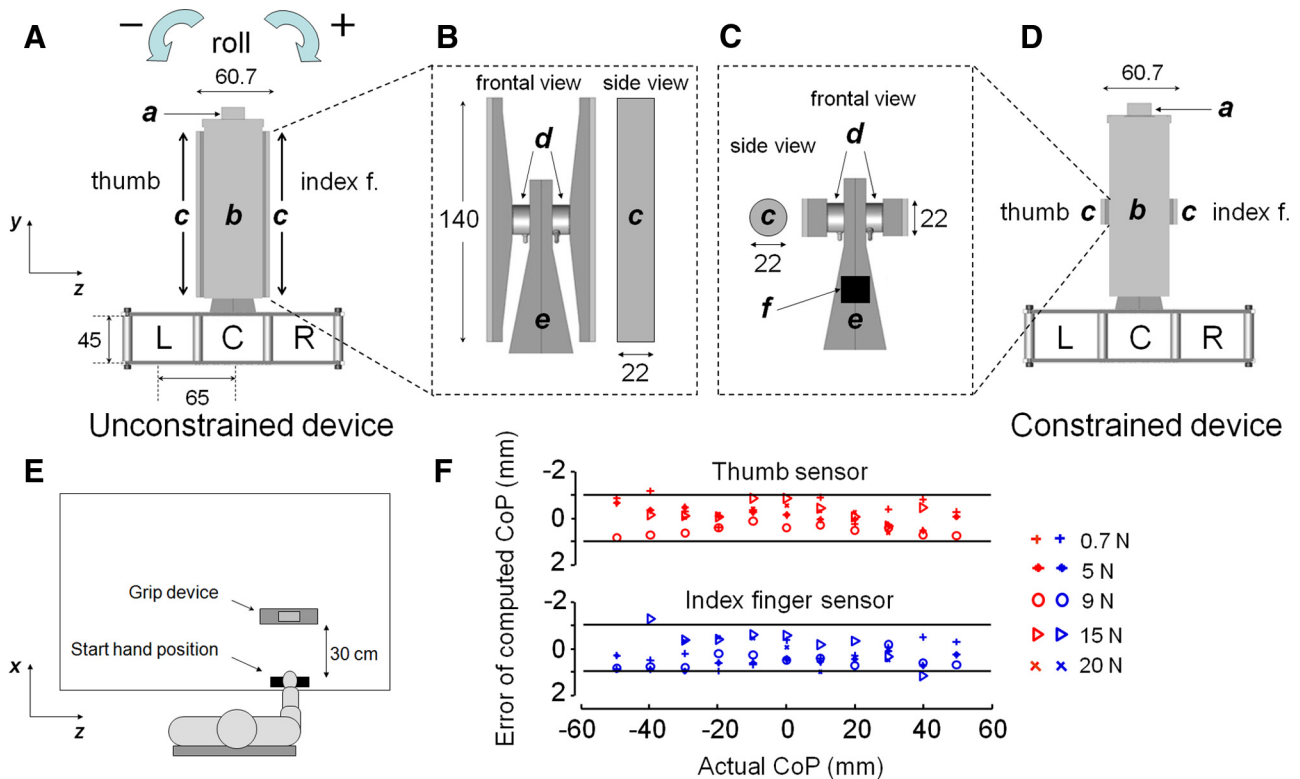 A
− roll +
60.7
a
thumb
index f.
c b c
y
z
45
L C R
65
Unconstrained device
B
frontal view
side view
d
140
c
e
22
C
frontal view
side view
d
c
22
22
f
e
D
60.7
a
thumb c b c index f.
L C R
Constrained device
E
Grip device
Start hand position
30 cm
x
z
F
Error of computed CoP (mm)
Thumb sensor
-2
0
2
Index finger sensor
-2
0
2
-60 -40 -20 0 20 40 60
Actual CoP (mm)
0.7 N
5 N
9 N
15 N
20 N